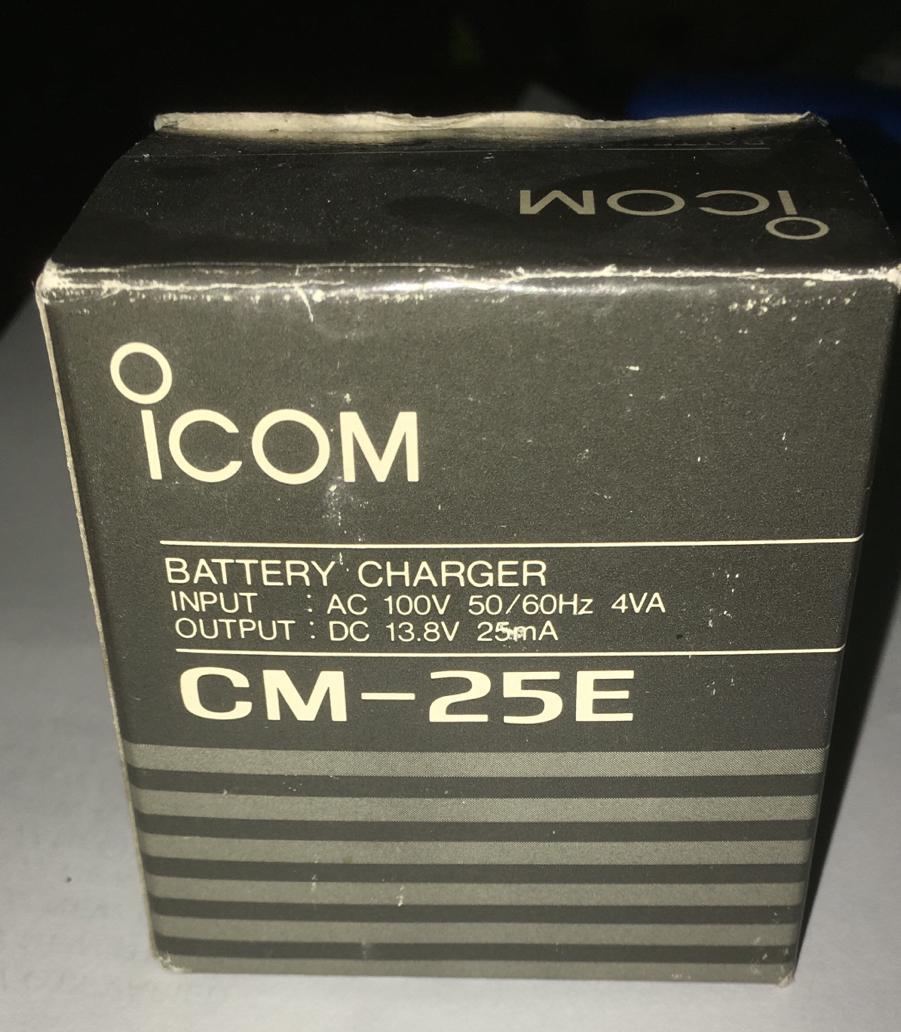 ICOM
ICOM
BATTERY CHARGER
INPUT : AC 100V 50/60Hz 4VA
OUTPUT : DC 13.8V 25mA
CM-25E